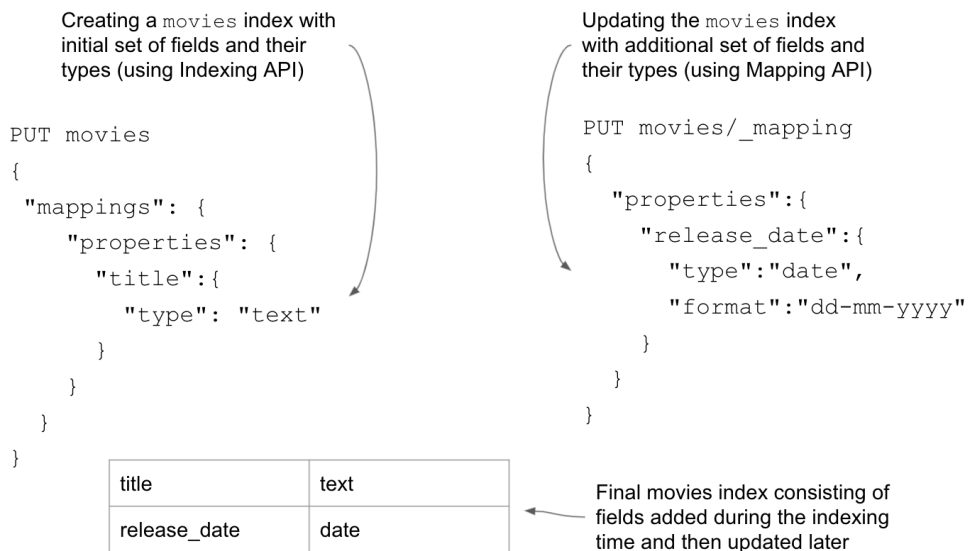 Creating a movies index with
initial set of fields and their
types (using Indexing API)
PUT movies
{
"mappings": {
"properties": {
"title":{
"type": "text"
}
}
}
}
Updating the movies index
with additional set of fields and
their types (using Mapping API)
PUT movies/_mapping
{
"properties":{
"release_date":{
"type":"date",
"format":"dd-mm-yyyy"
}
}
}
title text
release_date date
Final movies index consisting of
fields added during the indexing
time and then updated later